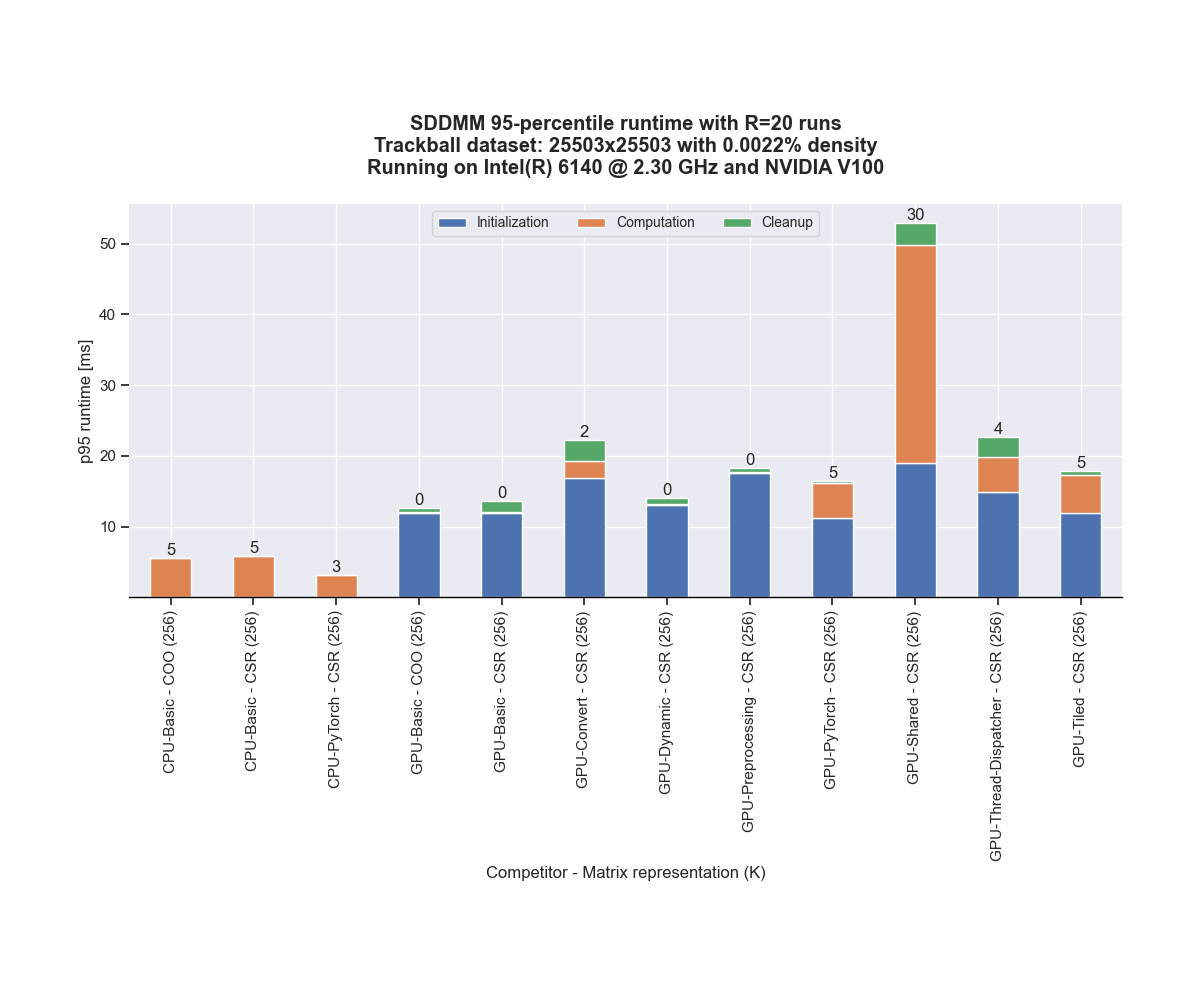 SDDMM 95-percentile runtime with R=20 runs
Trackball dataset: 25503x25503 with 0.0022% density
Running on Intel(R) 6140 @ 2.30 GHz and NVIDIA V100
Initialization Computation Cleanup
p95 runtime [ms]
50
40
30
20
10
5
5
3
0
0
2
0
0
5
30
4
5
CPU-Basic - COO (256)
CPU-Basic - CSR (256)
CPU-PyTorch - CSR (256)
GPU-Basic - COO (256)
GPU-Basic - CSR (256)
GPU-Convert - CSR (256)
GPU-Dynamic - CSR (256)
GPU-Preprocessing - CSR (256)
GPU-PyTorch - CSR (256)
GPU-Shared - CSR (256)
GPU-Thread-Dispatcher - CSR (256)
GPU-Tiled - CSR (256)
Competitor - Matrix representation (K)